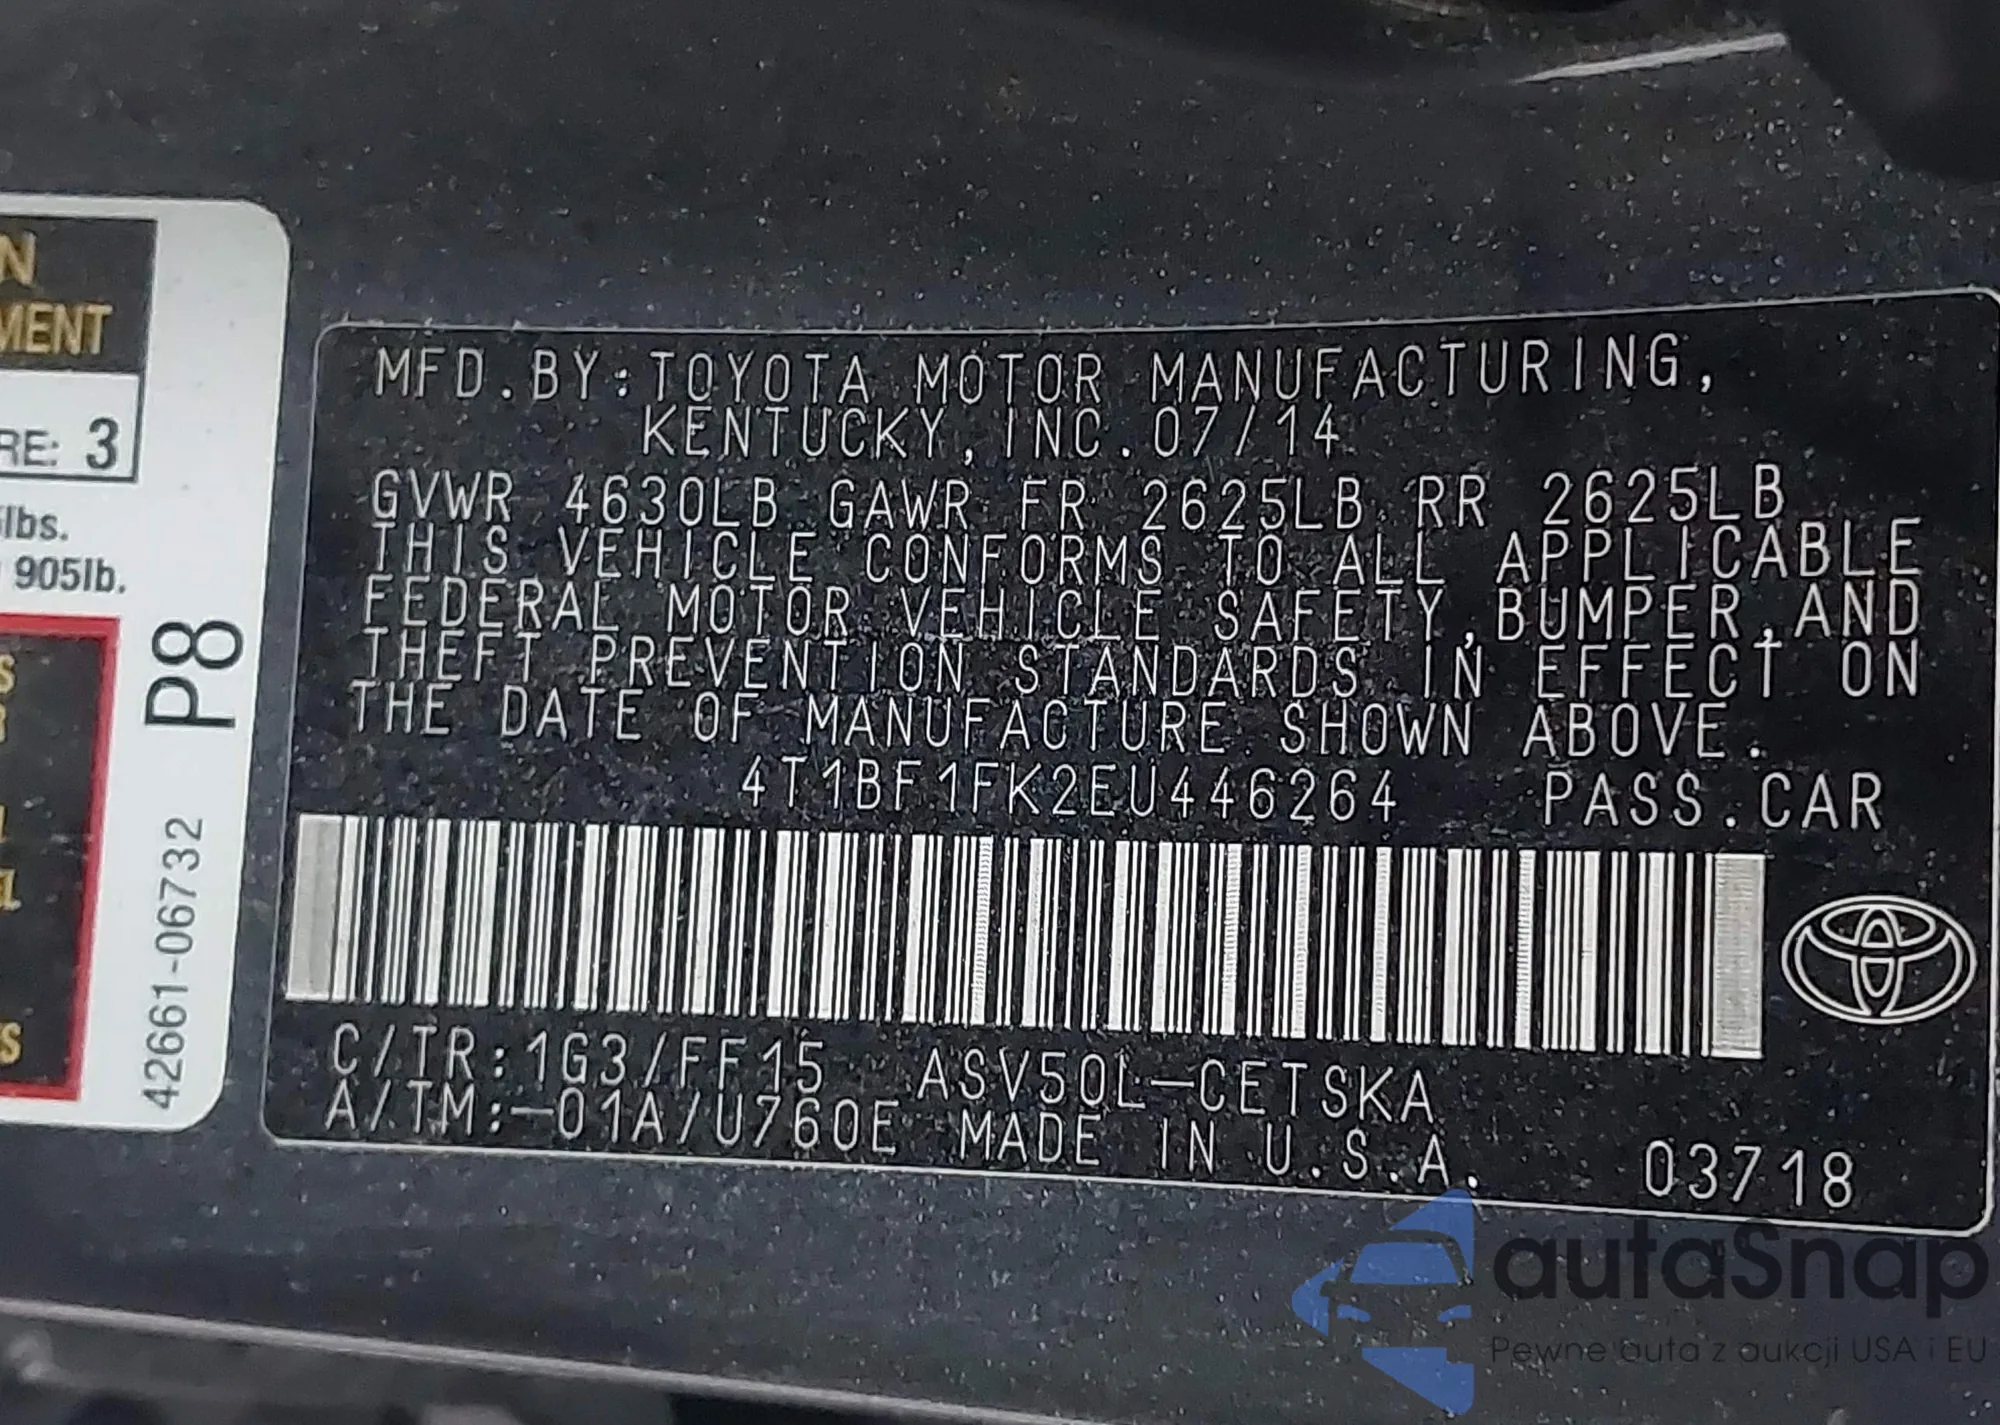 N
MENT
RE: 3
lbs.
905lb.
P8
42661-06732
MFD.BY:TOYOTA MOTOR MANUFACTURING,
KENTUCKY,INC.07/14
GVWR 4630LB GAWR FR 2625LB RR 2625LB
THIS VEHICLE CONFORMS TO ALL APPLICABLE
FEDERAL MOTOR VEHICLE SAFETY,BUMPER,AND
THEFT PREVENTION STANDARDS IN EFFECT ON
THE DATE OF MANUFACTURE SHOWN ABOVE.
4T1BF1FK2EU446264 PASS.CAR
C/TR:1G3/FF15 ASV50L-CETSKA
A/TM:-01A/U760E MADE IN U.S.A.
03718
autaSnap
Pewne auta z aukcji USA i EU